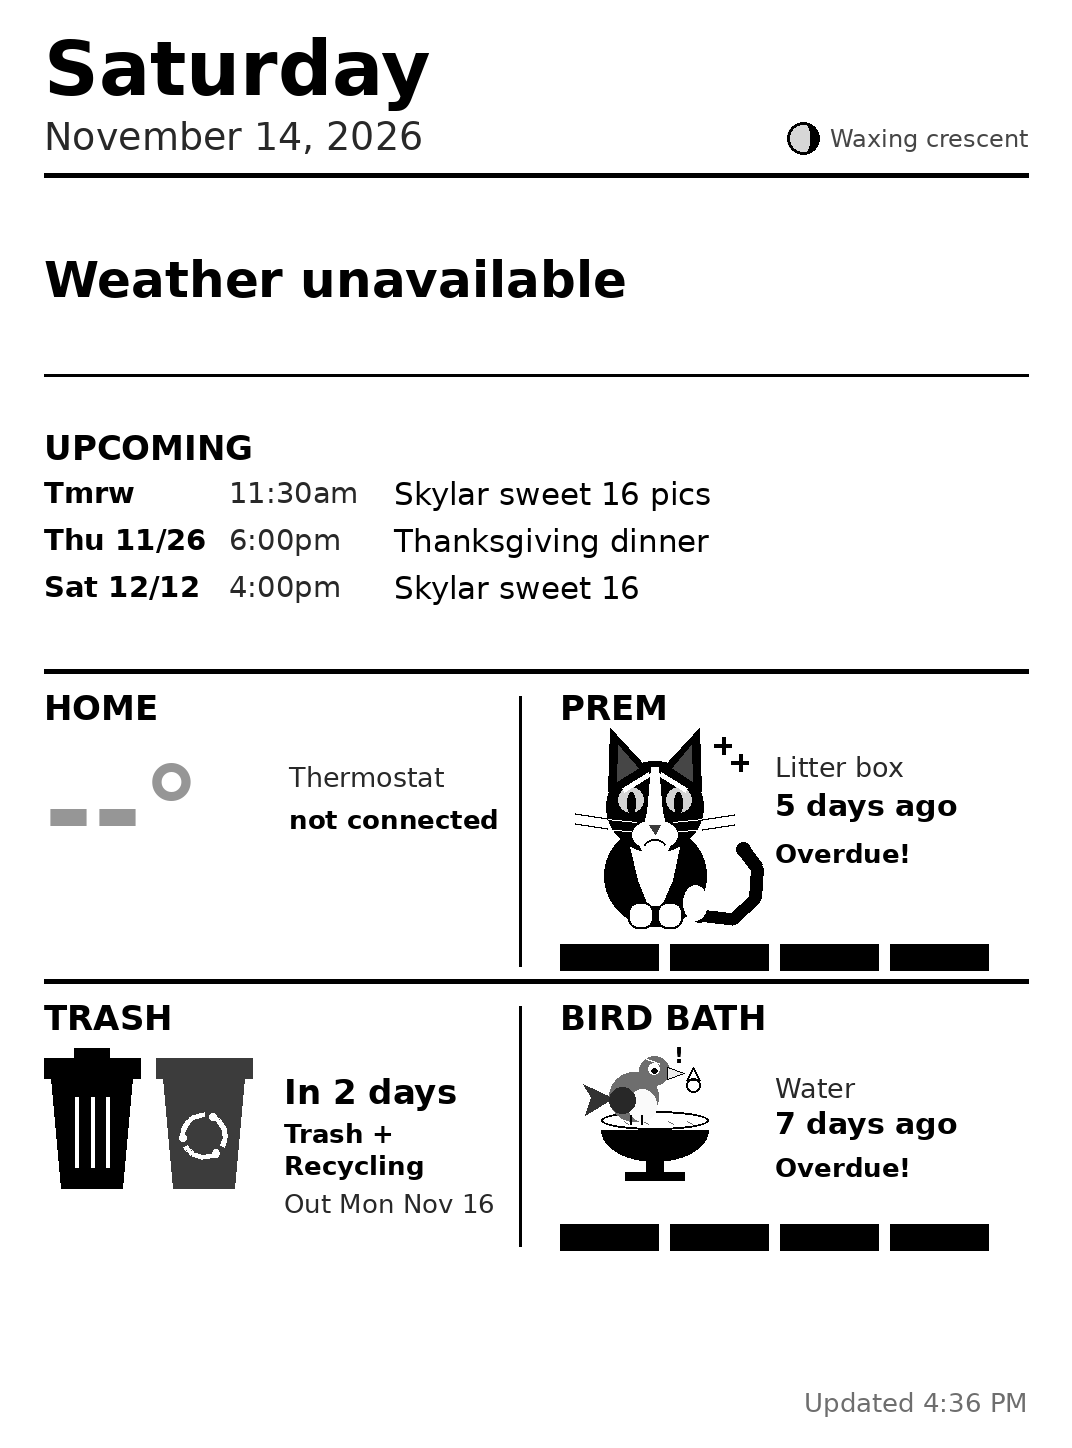 Saturday
November 14, 2026
Waxing crescent
Weather unavailable
UPCOMING
Tmrw 11:30am Skylar sweet 16 pics
Thu 11/26 6:00pm Thanksgiving dinner
Sat 12/12 4:00pm Skylar sweet 16
HOME
Thermostat
not connected
PREM
Litter box
5 days ago
Overdue!
TRASH
In 2 days
Trash +
Recycling
Out Mon Nov 16
BIRD BATH
!
Water
7 days ago
Overdue!
Updated 4:36 PM